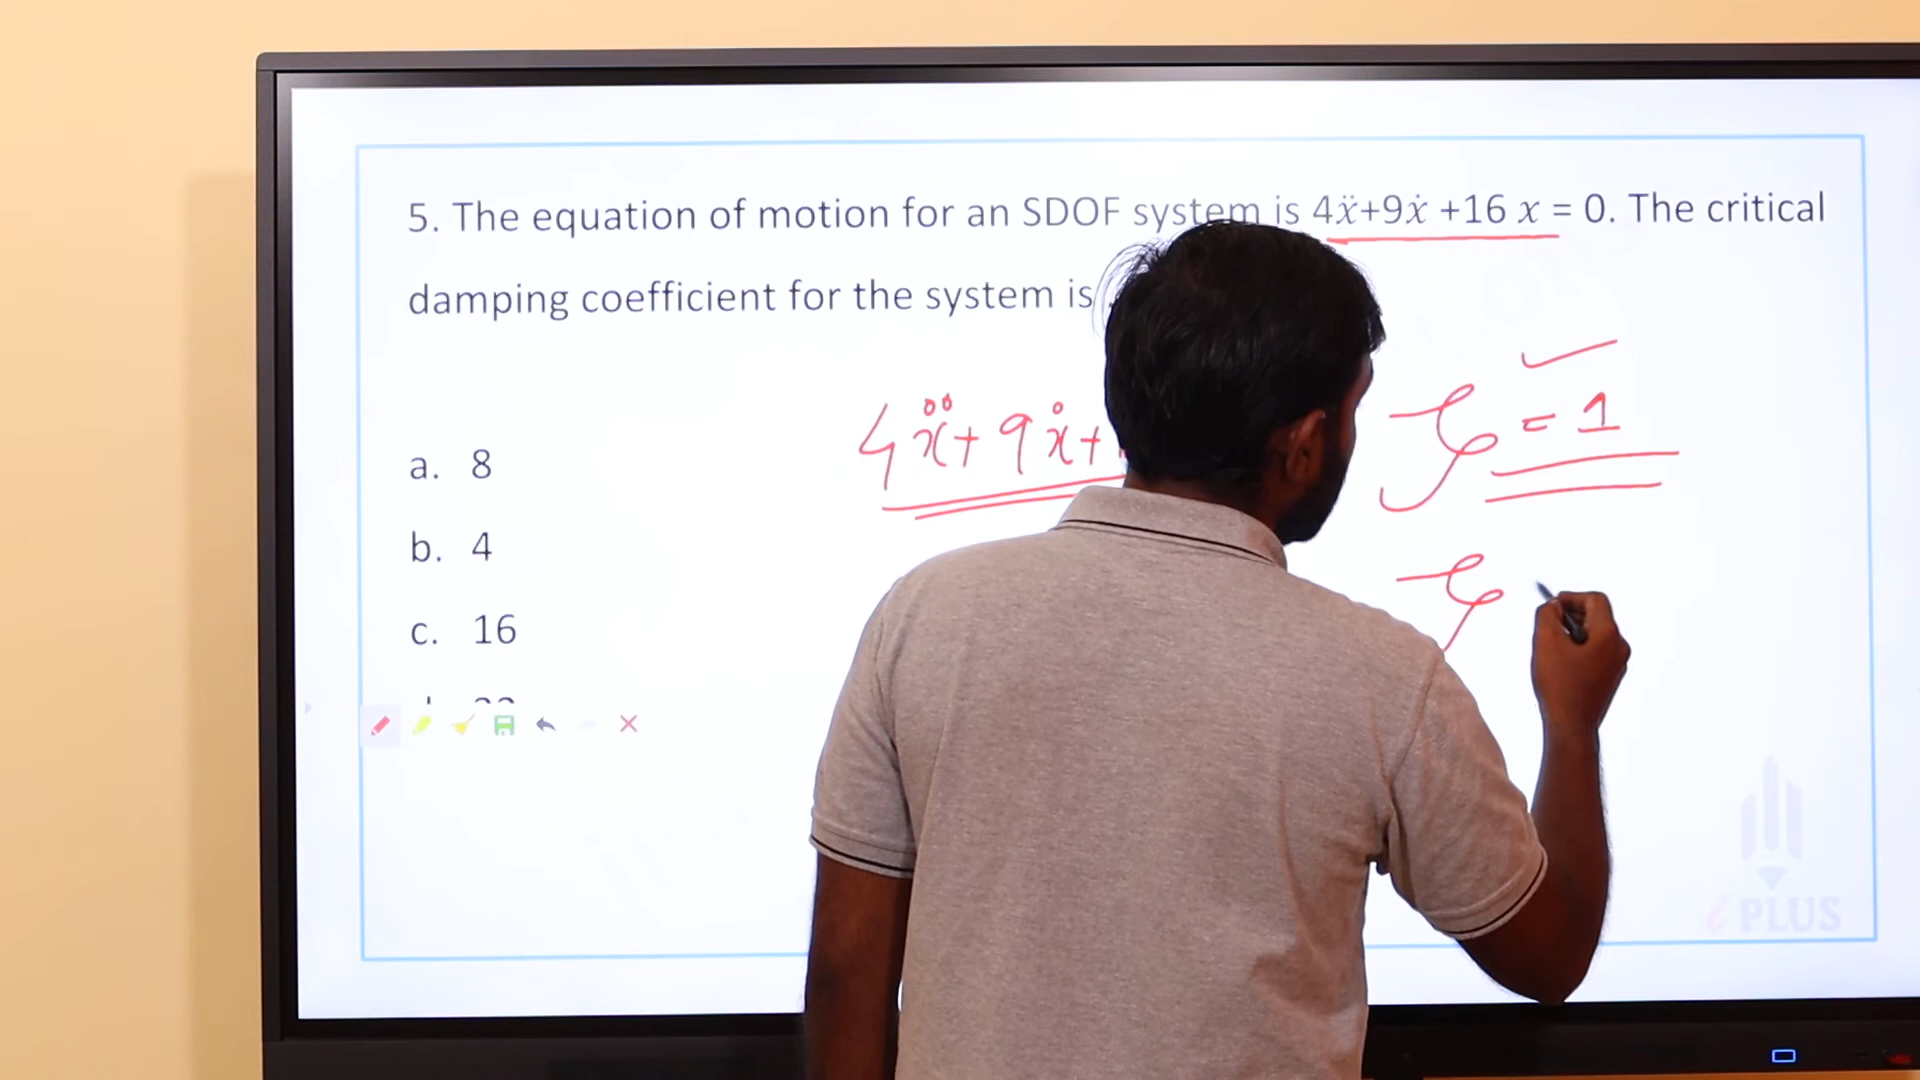 5. The equation of motion for an SDOF system is 4ẍ+9ẋ +16 x = 0. The critical
damping coefficient for the system is
4ẍ + 9ẋ +
ζ = 1
ζ
a. 8
b. 4
c. 16
PLUS